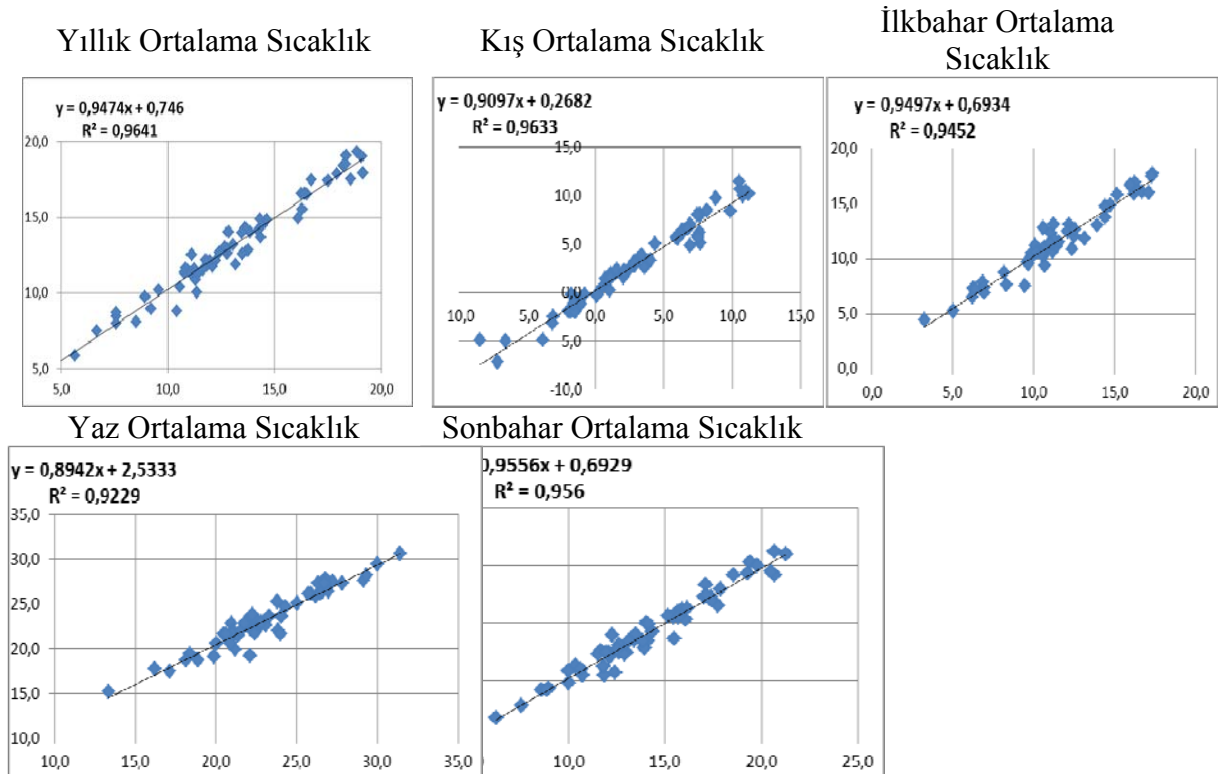 Yıllık Ortalama Sıcaklık
y = 0,9474x + 0,746
R² = 0,9641
20,0
15,0
10,0
5,0
5,0 10,0 15,0 20,0
Kış Ortalama Sıcaklık
y = 0,9097x + 0,2682
R² = 0,9633
15,0
10,0
5,0
10,0 5,0 0,0 5,0 10,0 15,0
5,0
-10,0
İlkbahar Ortalama
Sıcaklık
y = 0,9497x + 0,6934
R² = 0,9452
20,0
15,0
10,0
5,0
0,0
0,0 5,0 10,0 15,0 20,0
Yaz Ortalama Sıcaklık
y = 0,8942x + 2,5333
R² = 0,9229
35,0
30,0
25,0
20,0
15,0
10,0
10,0 15,0 20,0 25,0 30,0 35,0
Sonbahar Ortalama Sıcaklık
0,9556x + 0,6929
R² = 0,956
10,0 15,0 20,0 25,0